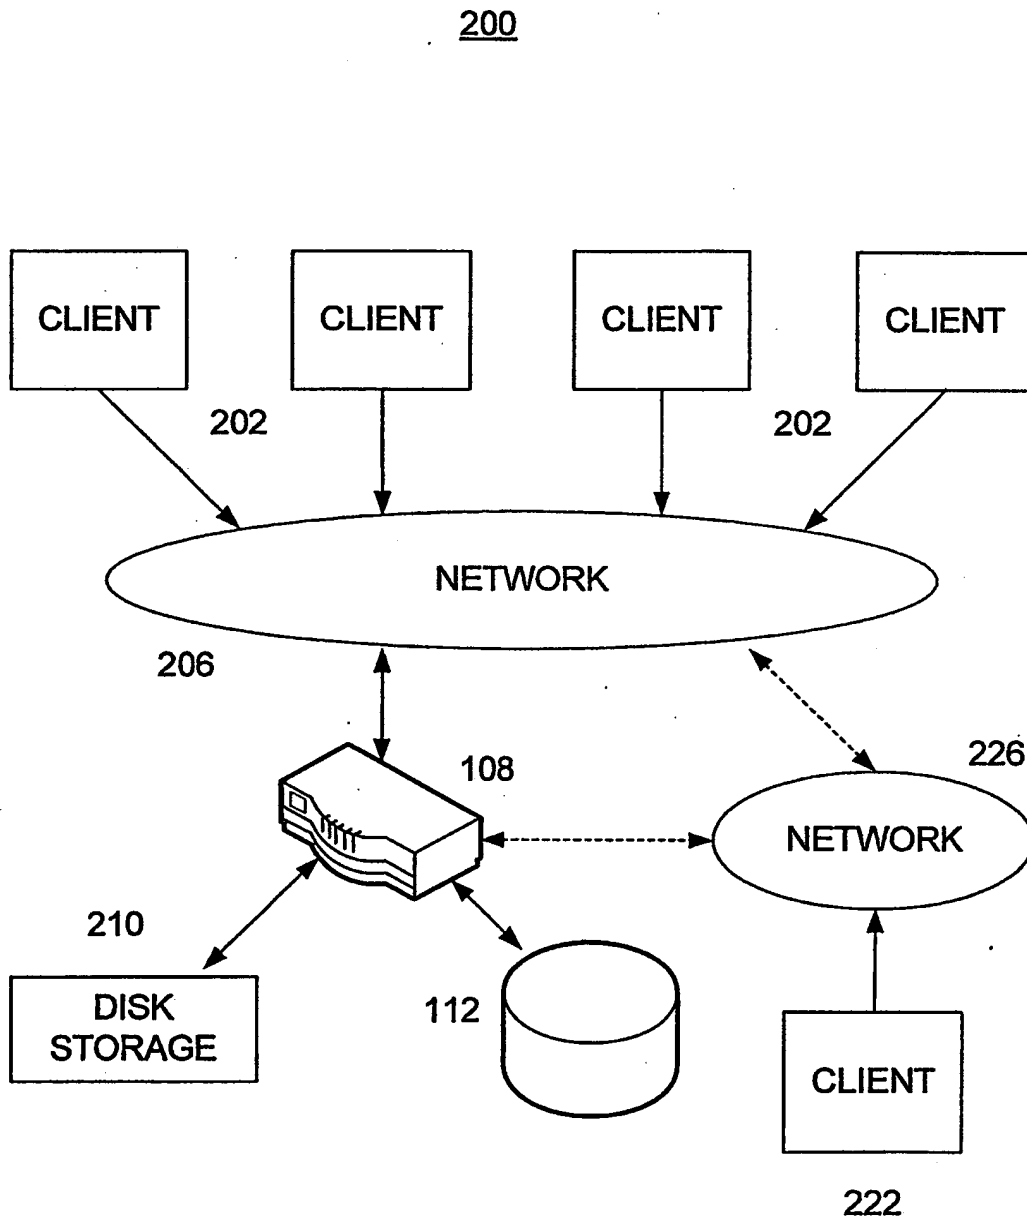 200
CLIENT
CLIENT
CLIENT
CLIENT
202
202
NETWORK
206
108
226
NETWORK
210
DISK
STORAGE
112
CLIENT
222